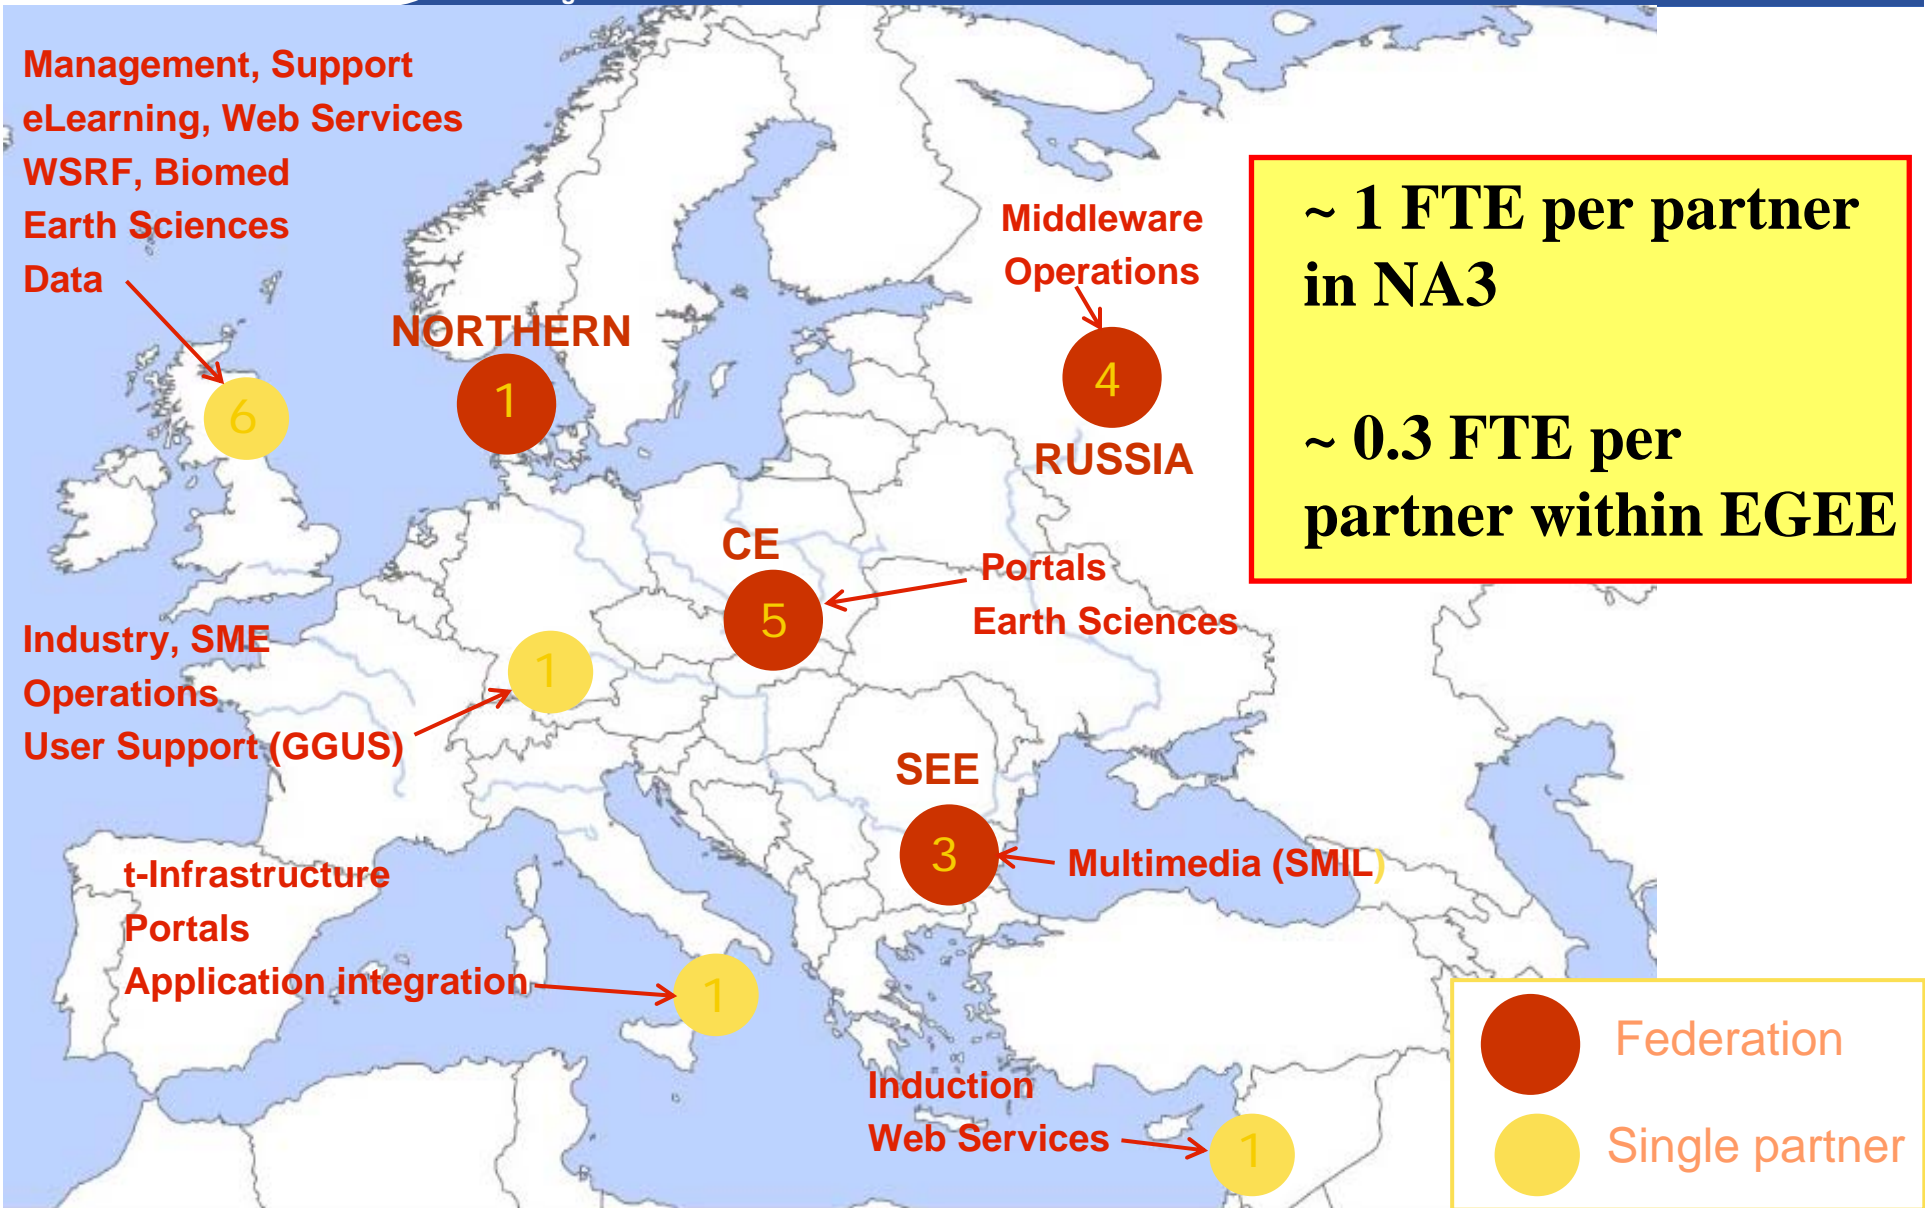 Management, Support
eLearning, Web Services
WSRF, Biomed
Earth Sciences
Data
6
NORTHERN
1
Middleware
Operations
4
RUSSIA
~ 1 FTE per partner
in NA3
~ 0.3 FTE per
partner within EGEE
CE
5
Portals
Earth Sciences
Industry, SME
Operations
User Support (GGUS)
1
SEE
3
Multimedia (SMIL)
t-Infrastructure
Portals
Application integration
1
Induction
Web Services
1
Federation
Single partner